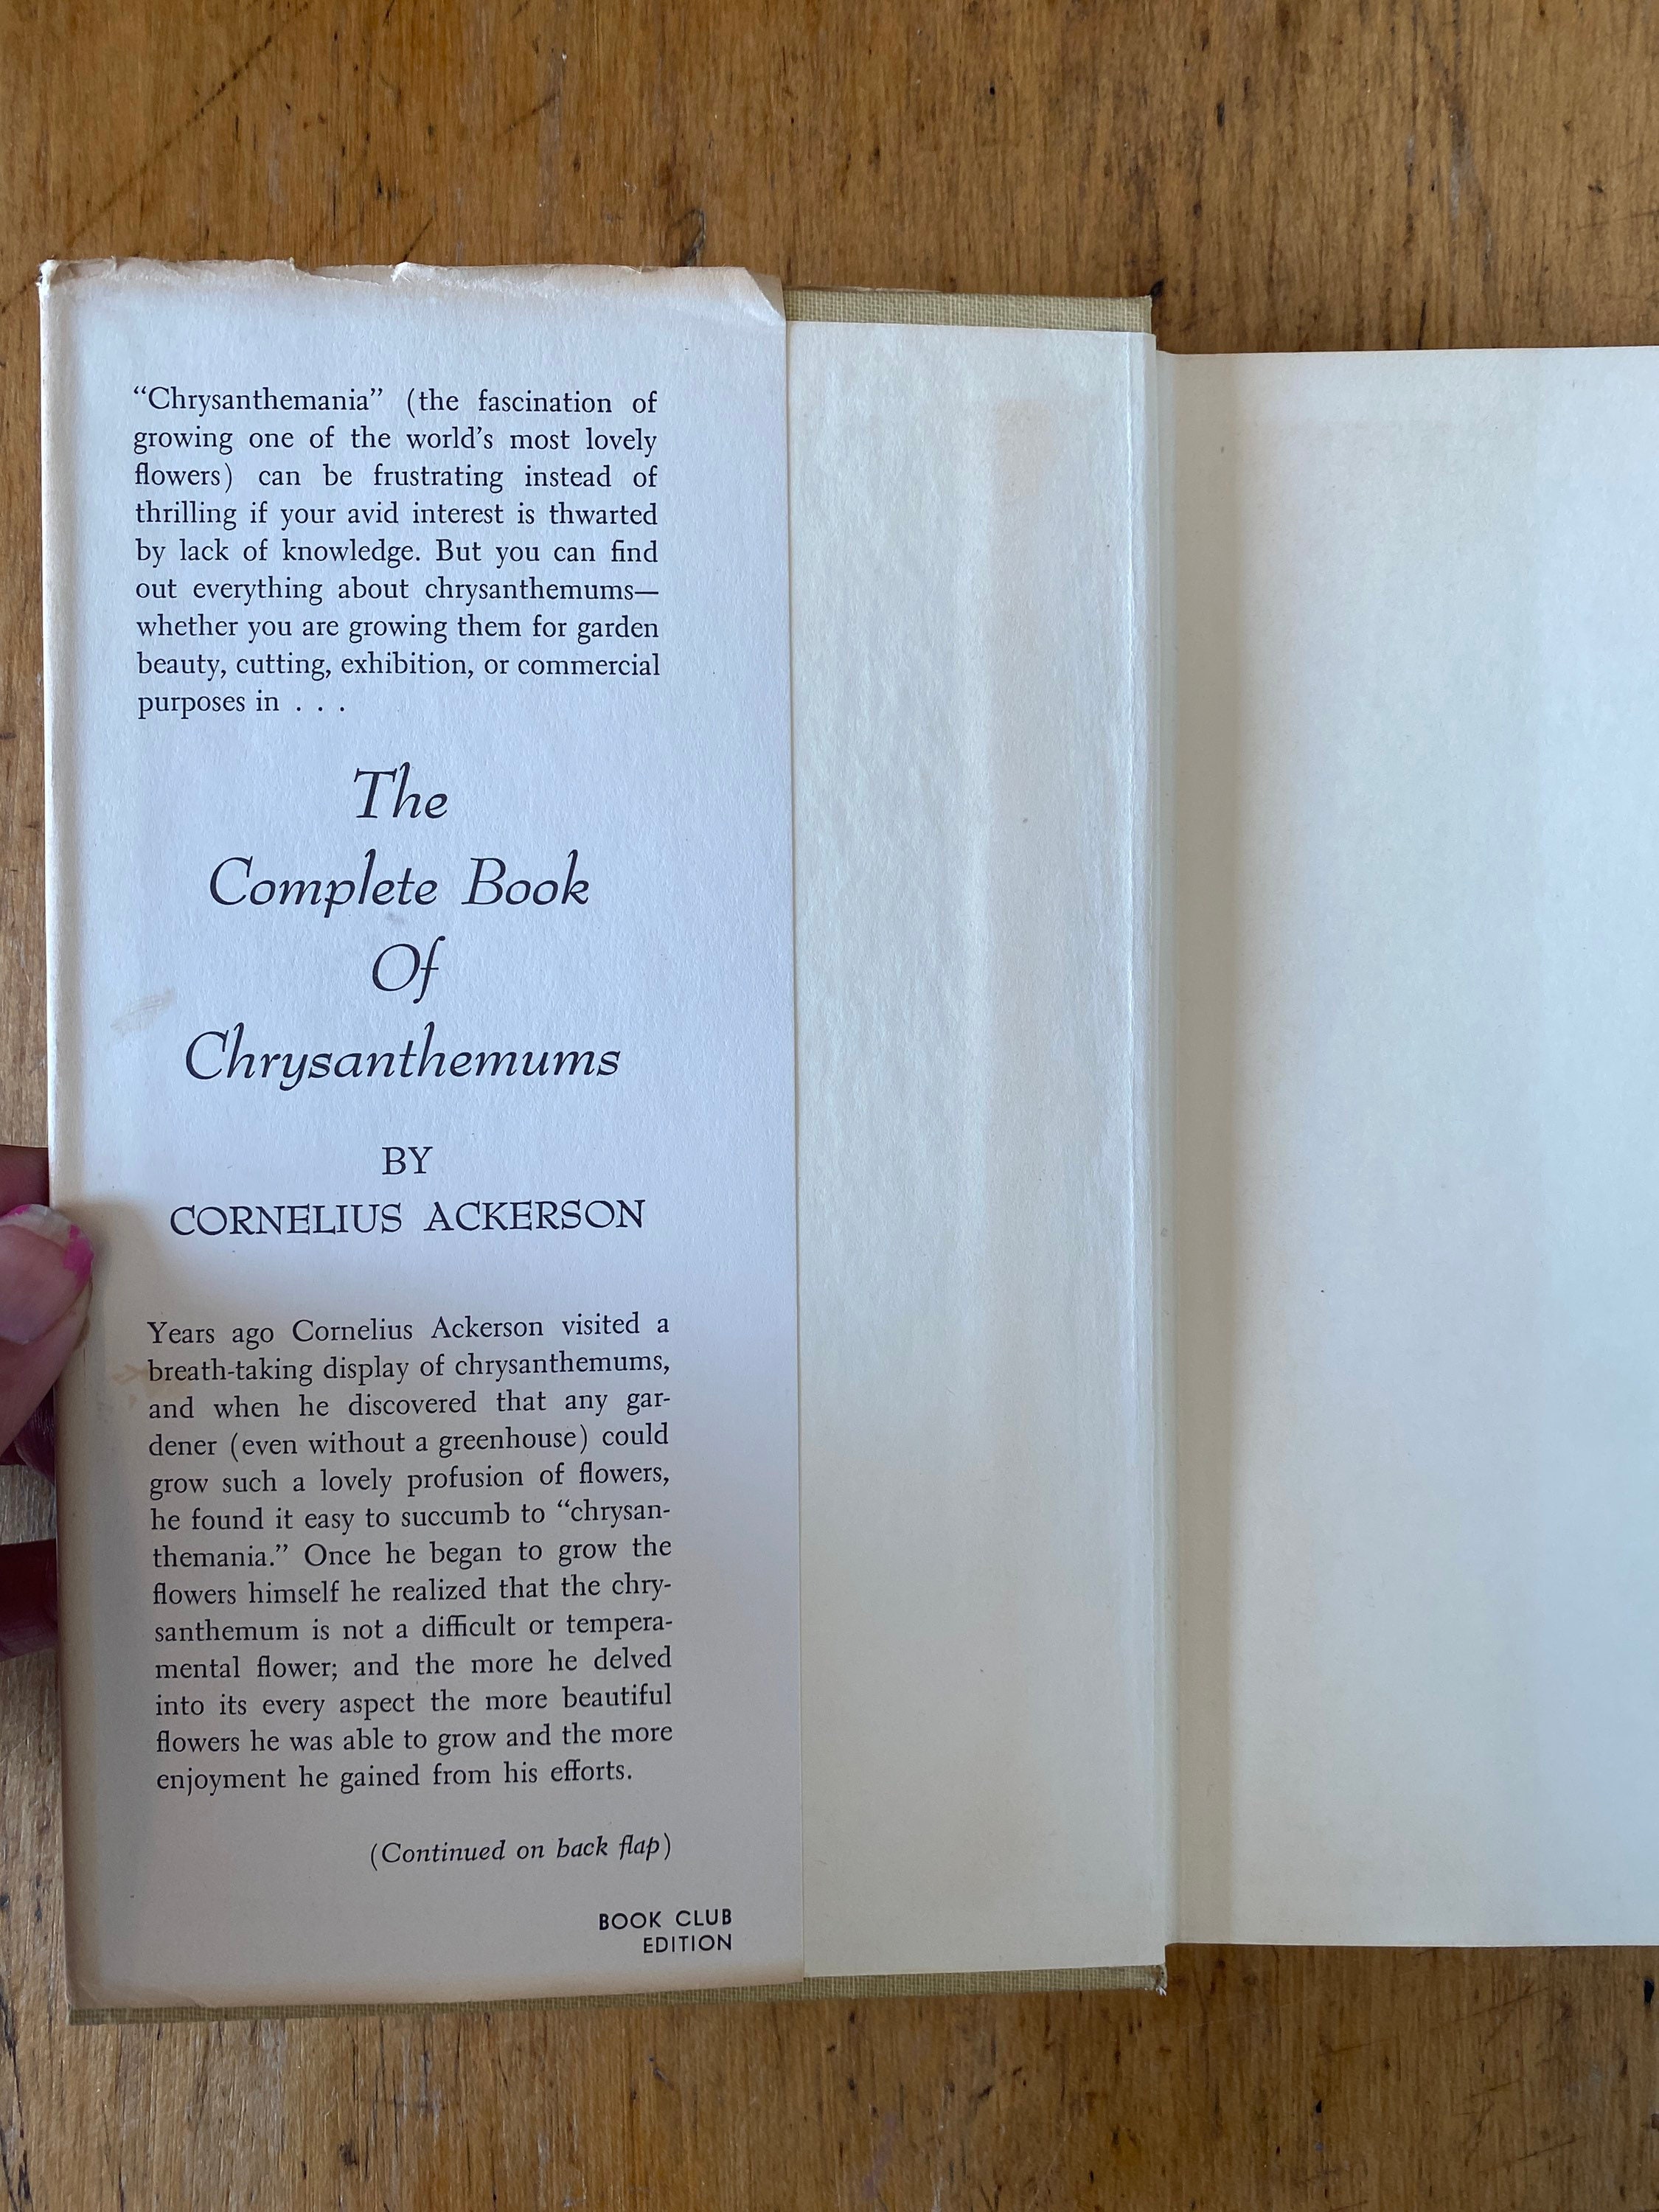 “Chrysanthemania” (the fascination of
growing one of the world’s most lovely
flowers) can be frustrating instead of
thrilling if your avid interest is thwarted
by lack of knowledge. But you can find
out everything about chrysanthemums—
whether you are growing them for garden
beauty, cutting, exhibition, or commercial
purposes in . . .
The
Complete Book
Of
Chrysanthemums
BY
CORNELIUS ACKERSON
Years ago Cornelius Ackerson visited a
breath-taking display of chrysanthemums,
and when he discovered that any gar-
dener (even without a greenhouse) could
grow such a lovely profusion of flowers,
he found it easy to succumb to “chrysan-
themania.” Once he began to grow the
flowers himself he realized that the chry-
santhemum is not a difficult or tempera-
mental flower; and the more he delved
into its every aspect the more beautiful
flowers he was able to grow and the more
enjoyment he gained from his efforts.
(Continued on back flap)
BOOK CLUB
EDITION